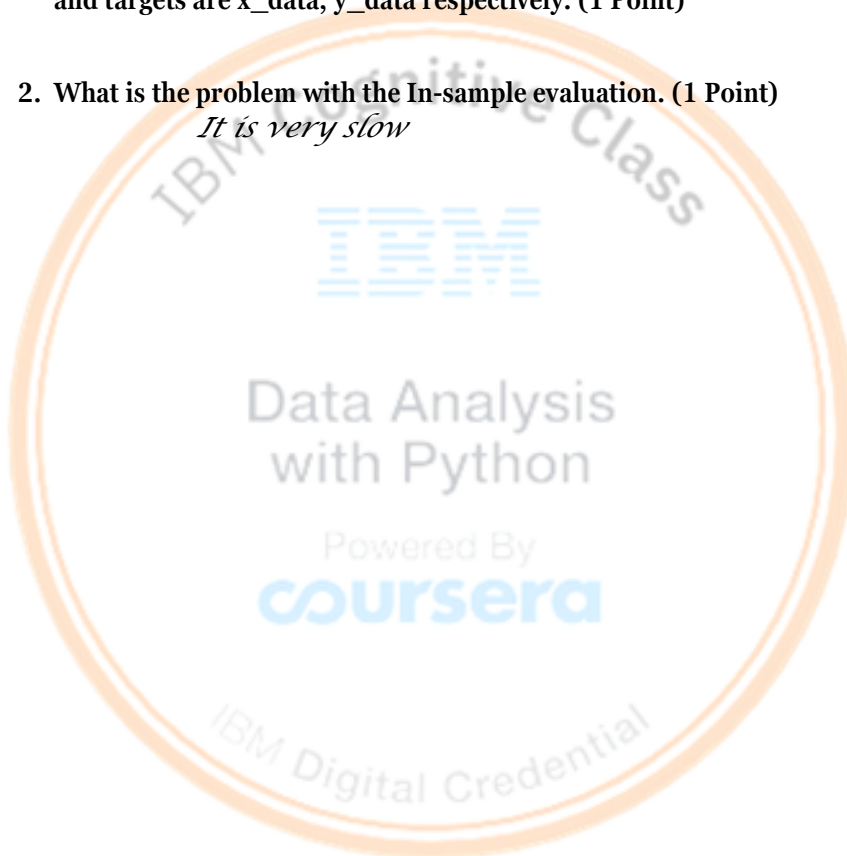 and targets are x_data, y_data respectively. (1 Point)
2. What is the problem with the In-sample evaluation. (1 Point)
It is very slow
IBM Cognitive Class
IBM
Data Analysis
with Python
Powered By
coursera
IBM Digital Credential